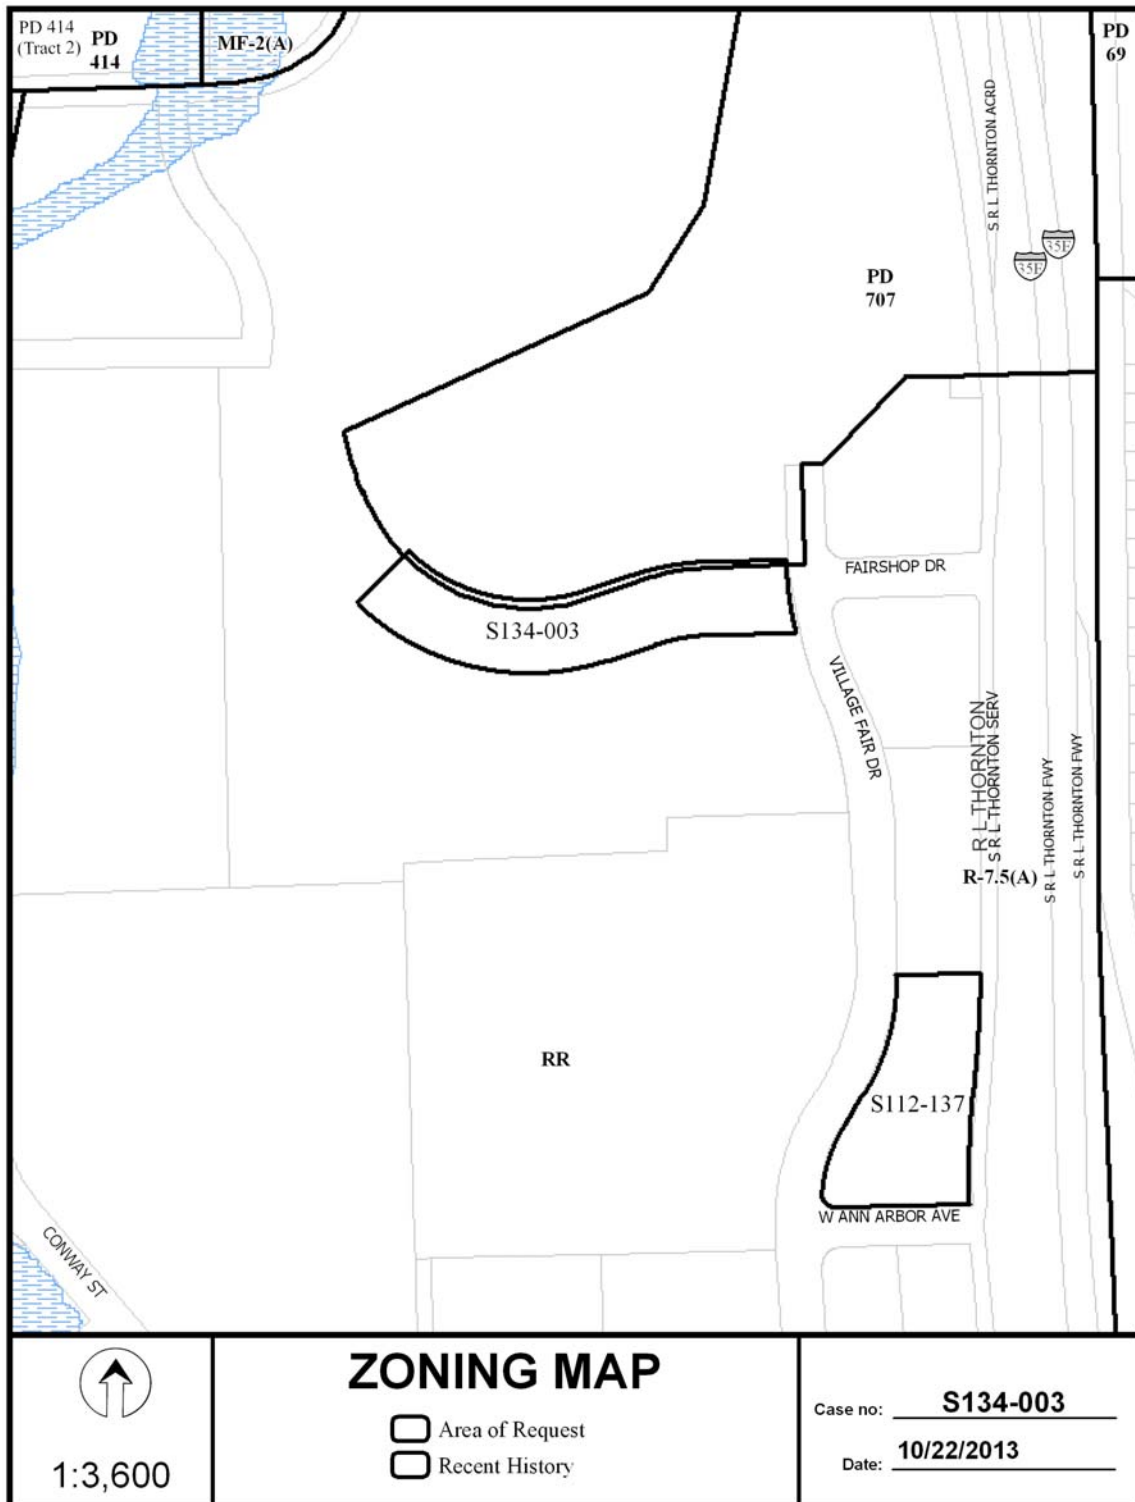 PD 414
(Tract 2)
PD
414
MF-2(A)
PD
69
S R L THORNTON ACRD
35E
35E
PD
707
FAIRSHOP DR
S134-003
VILLAGE FAIR DR
R L THORNTON
S R L THORNTON SERV
S R L THORNTON FWY
S R L THORNTON FWY
R-7.5(A)
RR
S112-137
W ANN ARBOR AVE
CONWAY ST
1:3,600
ZONING MAP
Area of Request
Recent History
Case no: S134-003
Date: 10/22/2013